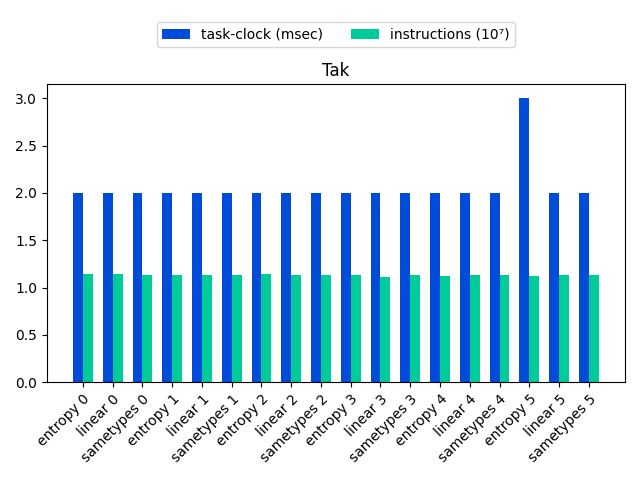 task-clock (msec)
instructions (10⁷)
Tak
3.0
2.5
2.0
1.5
1.0
0.5
0.0
entropy 0
linear 0
sametypes 0
entropy 1
linear 1
sametypes 1
entropy 2
linear 2
sametypes 2
entropy 3
linear 3
sametypes 3
entropy 4
linear 4
sametypes 4
entropy 5
linear 5
sametypes 5